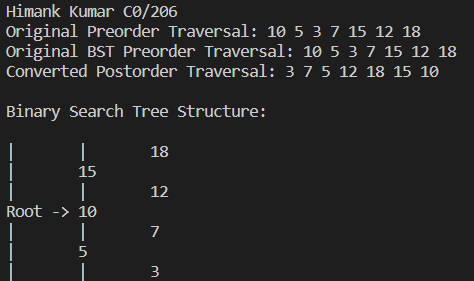 Himank Kumar C0/206
Original Preorder Traversal: 10 5 3 7 15 12 18
Original BST Preorder Traversal: 10 5 3 7 15 12 18
Converted Postorder Traversal: 3 7 5 12 18 15 10

Binary Search Tree Structure:

|       |       18
|       15
|       |       12
Root -> 10
|       |       7
|       5
|       |       3